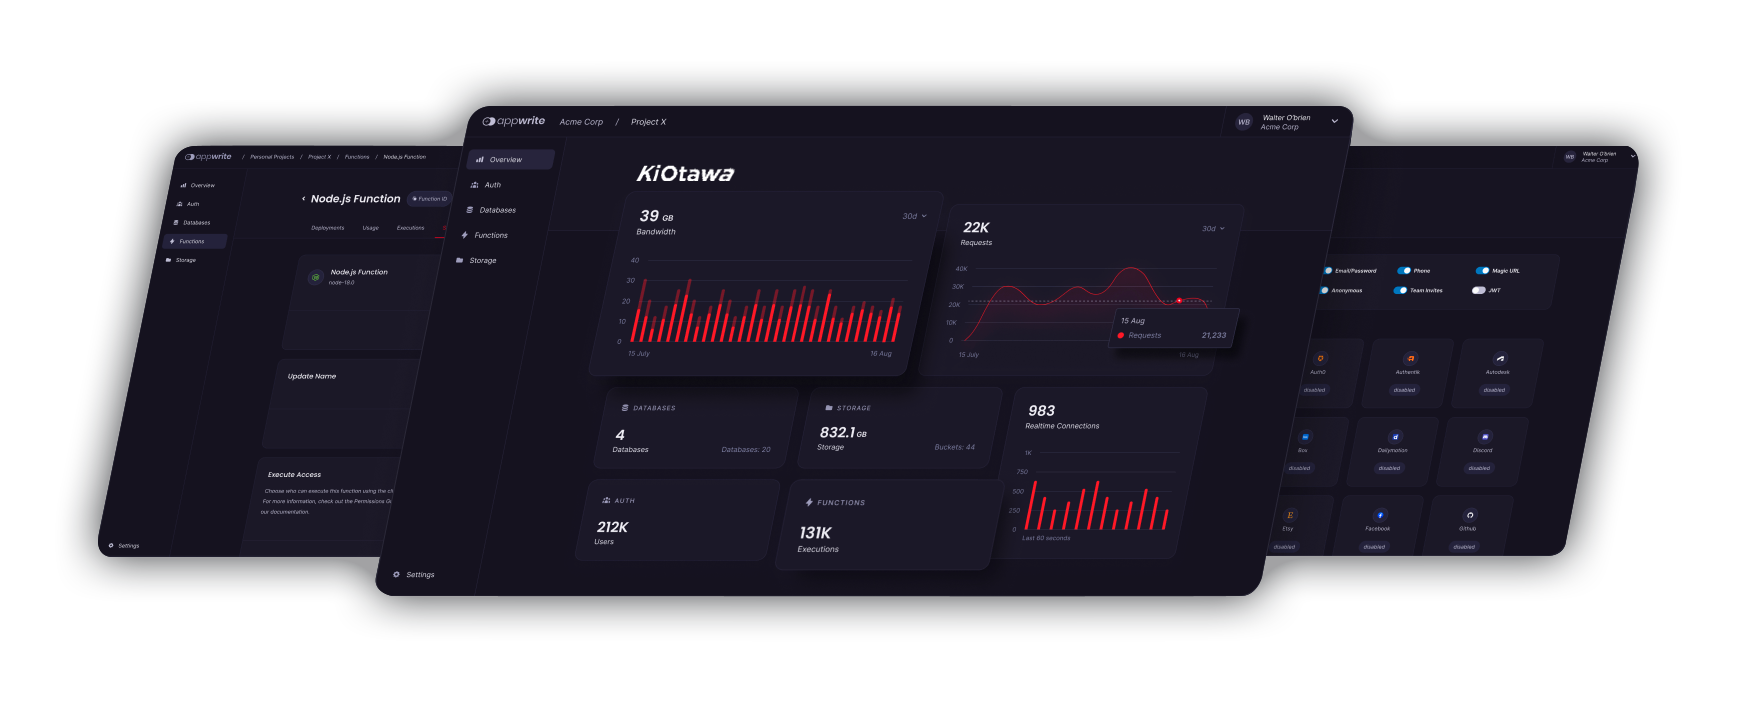 appwrite / Personal Projects / Project X / Functions / Node.js Function
Overview
Auth
Databases
Functions
Storage
Settings
Node.js Function
Function ID
Deployments Usage Executions
Node.js Function
node-18.0
Update Name
Execute Access
Choose who can execute this function using the
For more information, check out the Permissions
our documentation.
appwrite Acme Corp / Project X
WB Walter O'brien
Acme Corp
Overview
Auth
Databases
Functions
Storage
Settings
KiOtawa
39 GB
Bandwidth
30d
40
30
20
10
0
15 July 16 Aug
22K
Requests
30d
40K
30K
20K
10K
0
15 July 16 Aug
15 Aug
Requests 21,233
DATABASES
4
Databases Databases: 20
STORAGE
832.1 GB
Storage Buckets: 44
983
Realtime Connections
1K
750
500
250
0
Last 60 seconds
AUTH
212K
Users
FUNCTIONS
131K
Executions
WB Walter O'brien
Acme Corp
Email/Password Phone Magic URL
Anonymous Team Invites JWT
Auth0 Authentik Autodesk
disabled disabled disabled
Box Dailymotion Discord
disabled disabled disabled
Etsy Facebook Github
disabled disabled disabled